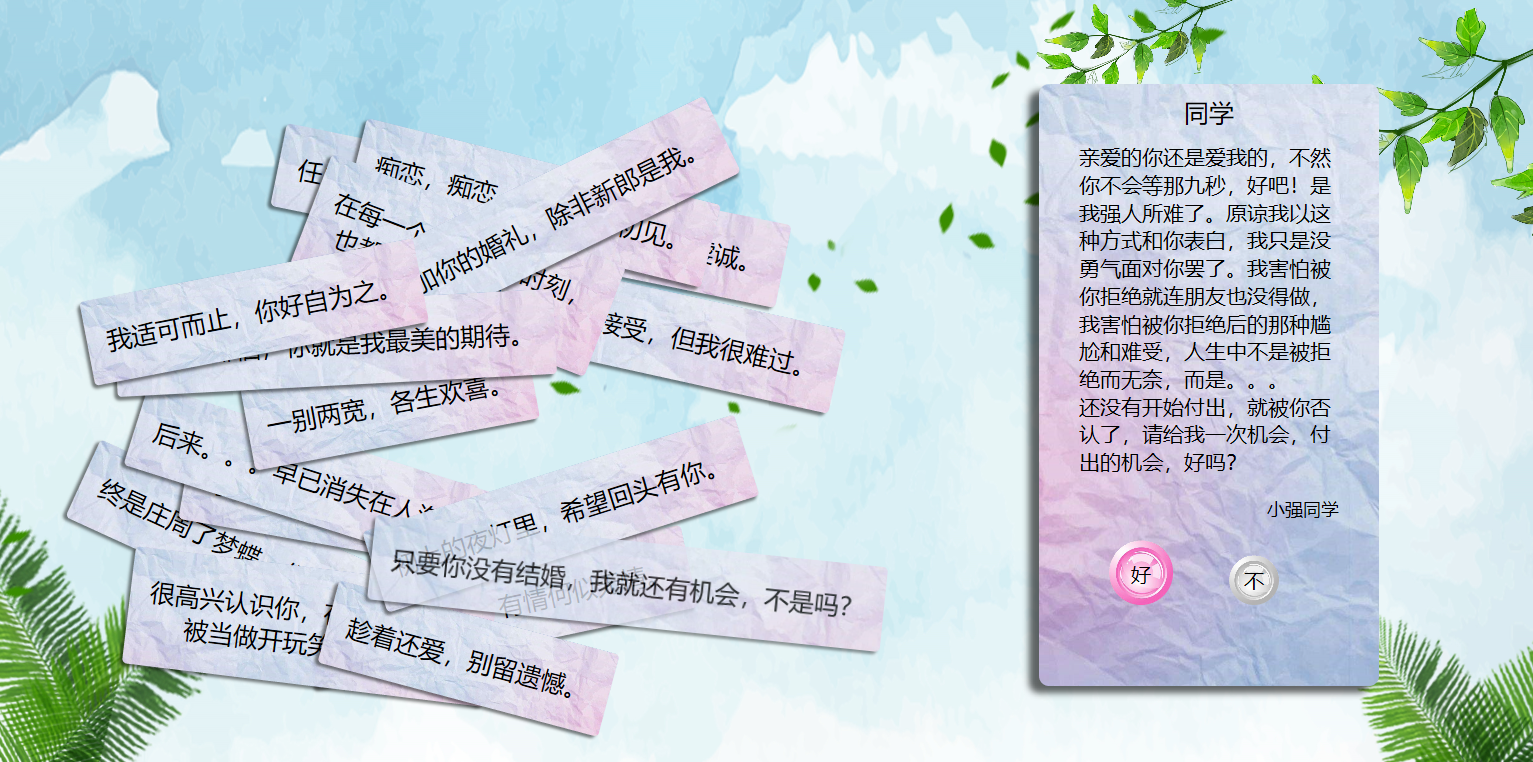 任
痴恋，痴恋
在每一个
也都
如你的婚礼，除非新郎是我。
初见。
诚。
时刻，
接受，但我很难过。
我适可而止，你好自为之。
你就是我最美的期待。
一别两宽，各生欢喜。
后来。。。早已消失在人
终是庄周了梦蝶
的夜灯里，希望回头有你。
只要你没有结婚，我就还有机会，不是吗？
有情何似
很高兴认识你，
被当做开玩笑
趁着还爱，别留遗憾。
同学
亲爱的你还是爱我的，不然
你不会等那九秒，好吧！是
我强人所难了。原谅我以这
种方式和你表白，我只是没
勇气面对你罢了。我害怕被
你拒绝就连朋友也没得做，
我害怕被你拒绝后的那种尴
尬和难受，人生中不是被拒
绝而无奈，而是。。。
还没有开始付出，就被你否
认了，请给我一次机会，付
出的机会，好吗？
小强同学
好
不